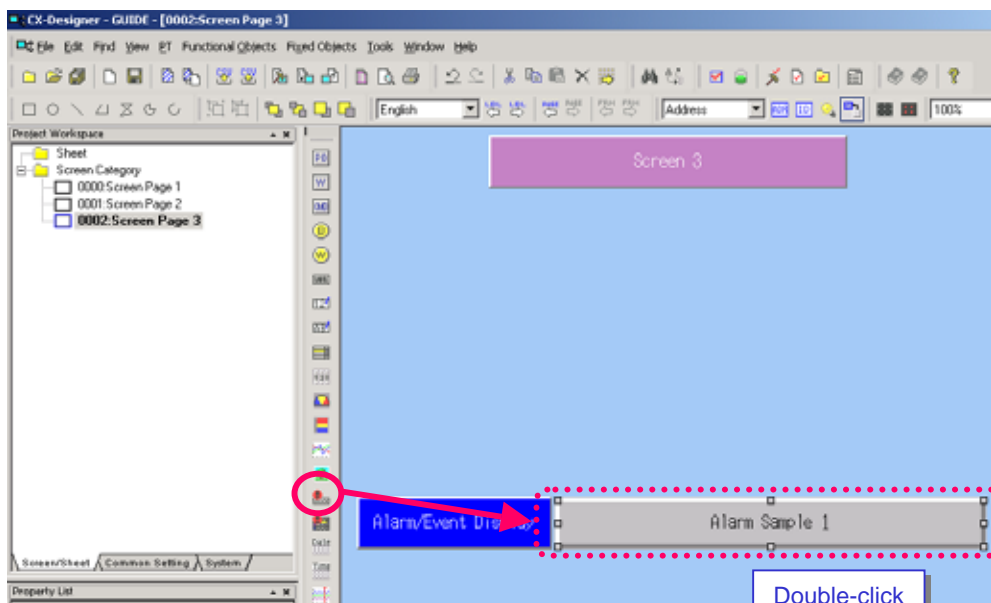 CX-Designer - GUIDE - [0002:Screen Page 3]
File Edit Find View PT Functional Objects Fixed Objects Tools Window Help
English Address 100%
Project Workspace
Sheet
Screen Category
0000:Screen Page 1
0001:Screen Page 2
0002:Screen Page 3
Screen 3
Alarm/Event Display
Alarm Sample 1
Screen/Sheet Common Setting System
Property List
Double-click